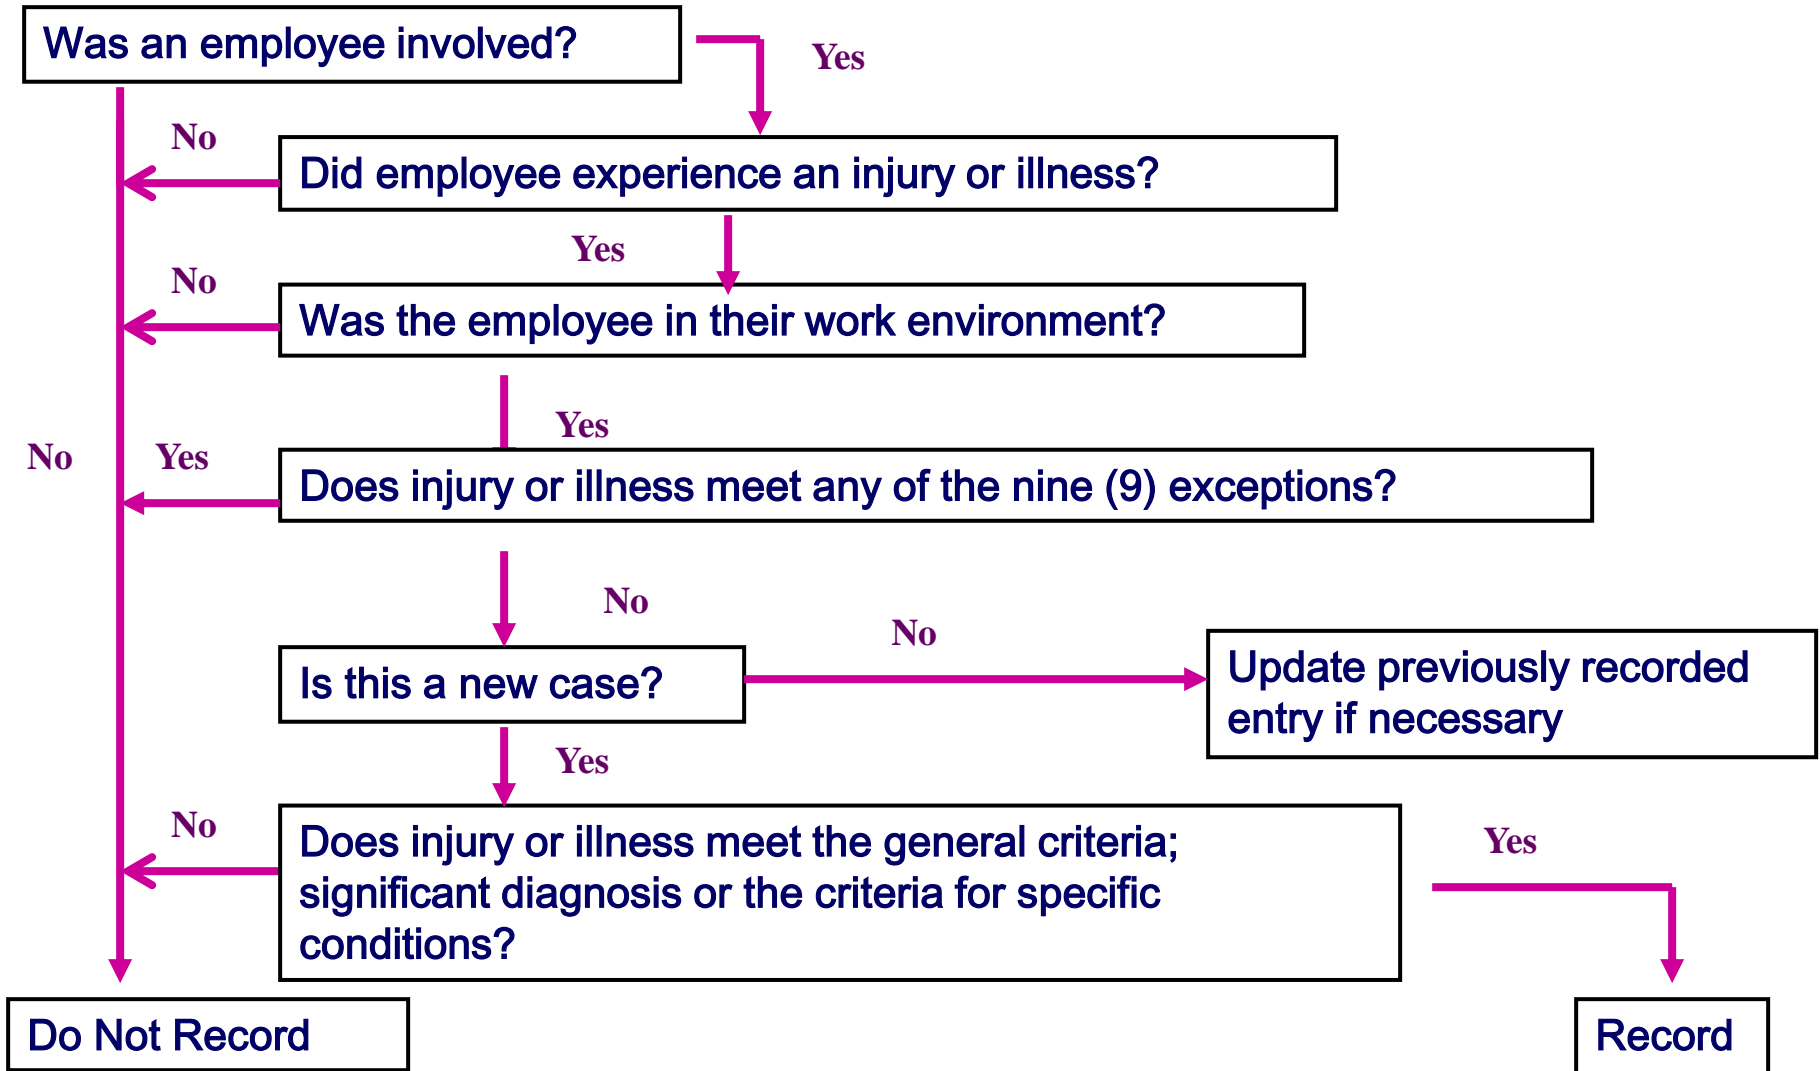 Was an employee involved?
Yes
No
Did employee experience an injury or illness?
Yes
No
Was the employee in their work environment?
Yes
No
Yes
Does injury or illness meet any of the nine (9) exceptions?
No
No
Is this a new case?
Update previously recorded
entry if necessary
Yes
No
Does injury or illness meet the general criteria;
significant diagnosis or the criteria for specific
conditions?
Yes
Do Not Record
Record